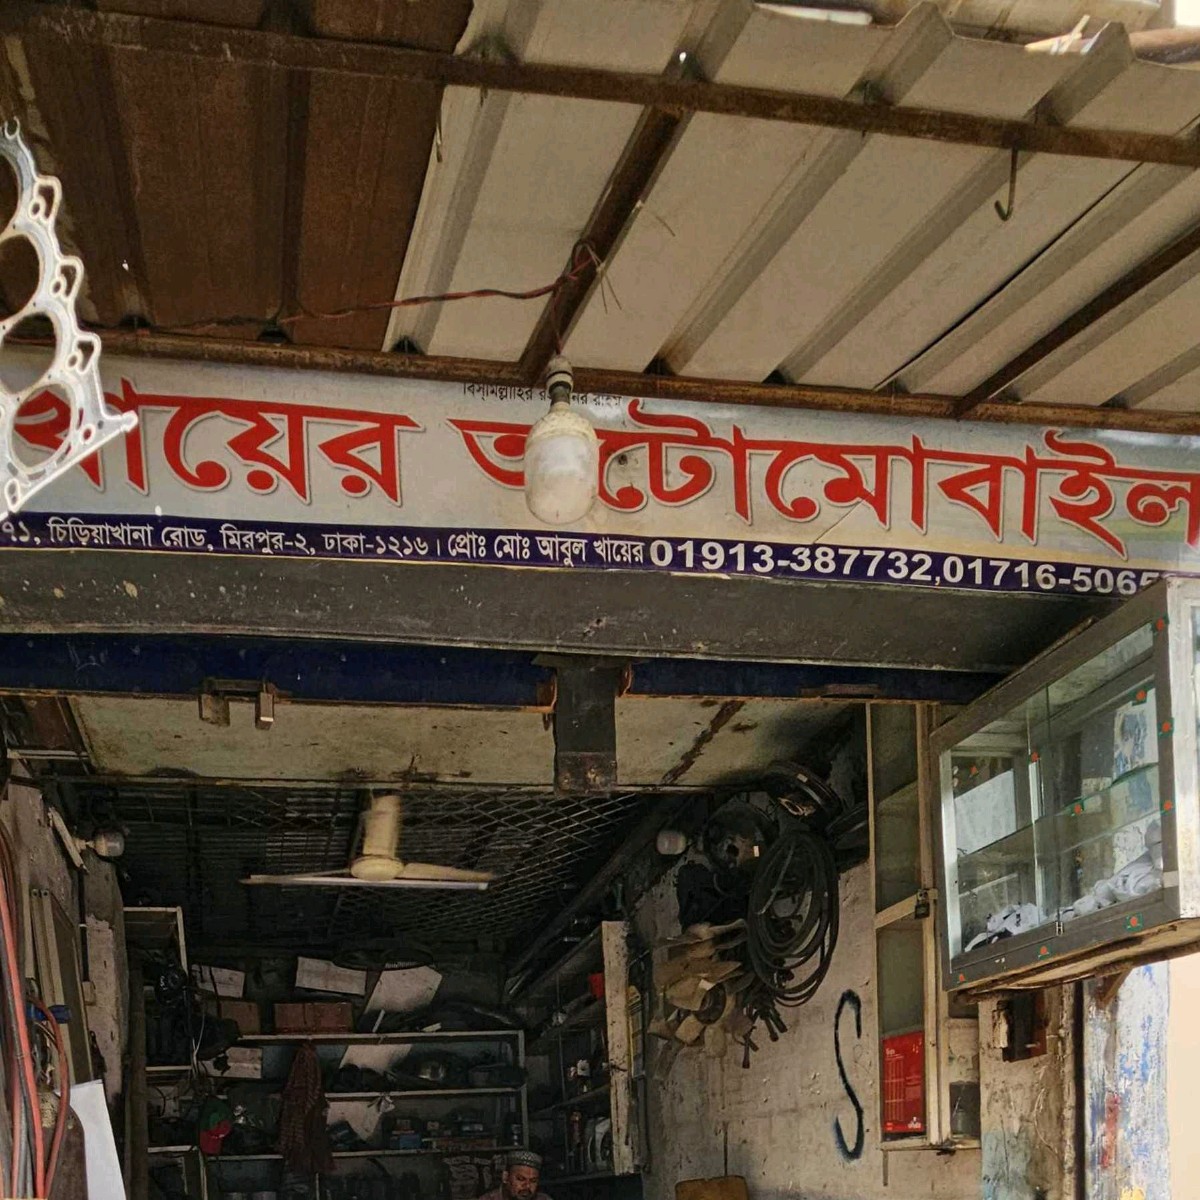 বিসমিল্লাহির
খায়ের অটোমোবাইল
৭১, চিড়িয়াখানা রোড, মিরপুর-২, ঢাকা-১২১৬। প্রোঃ মোঃ আবুল খায়ের 01913-387732,01716-5065
S